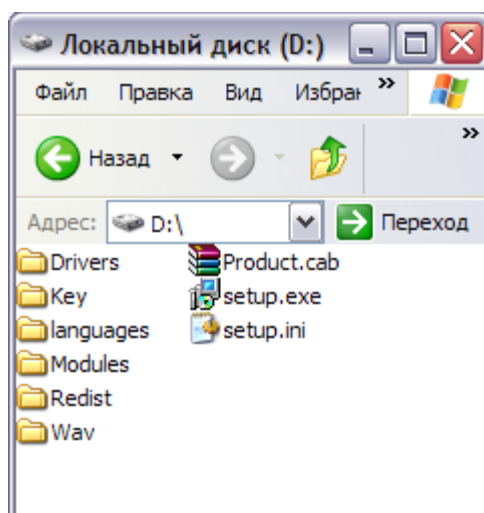 Локальный диск (D:)
Файл Правка Вид Избран »
Назад »
Адрес: D:\ Переход
Drivers Product.cab
Key setup.exe
languages setup.ini
Modules
Redist
Wav